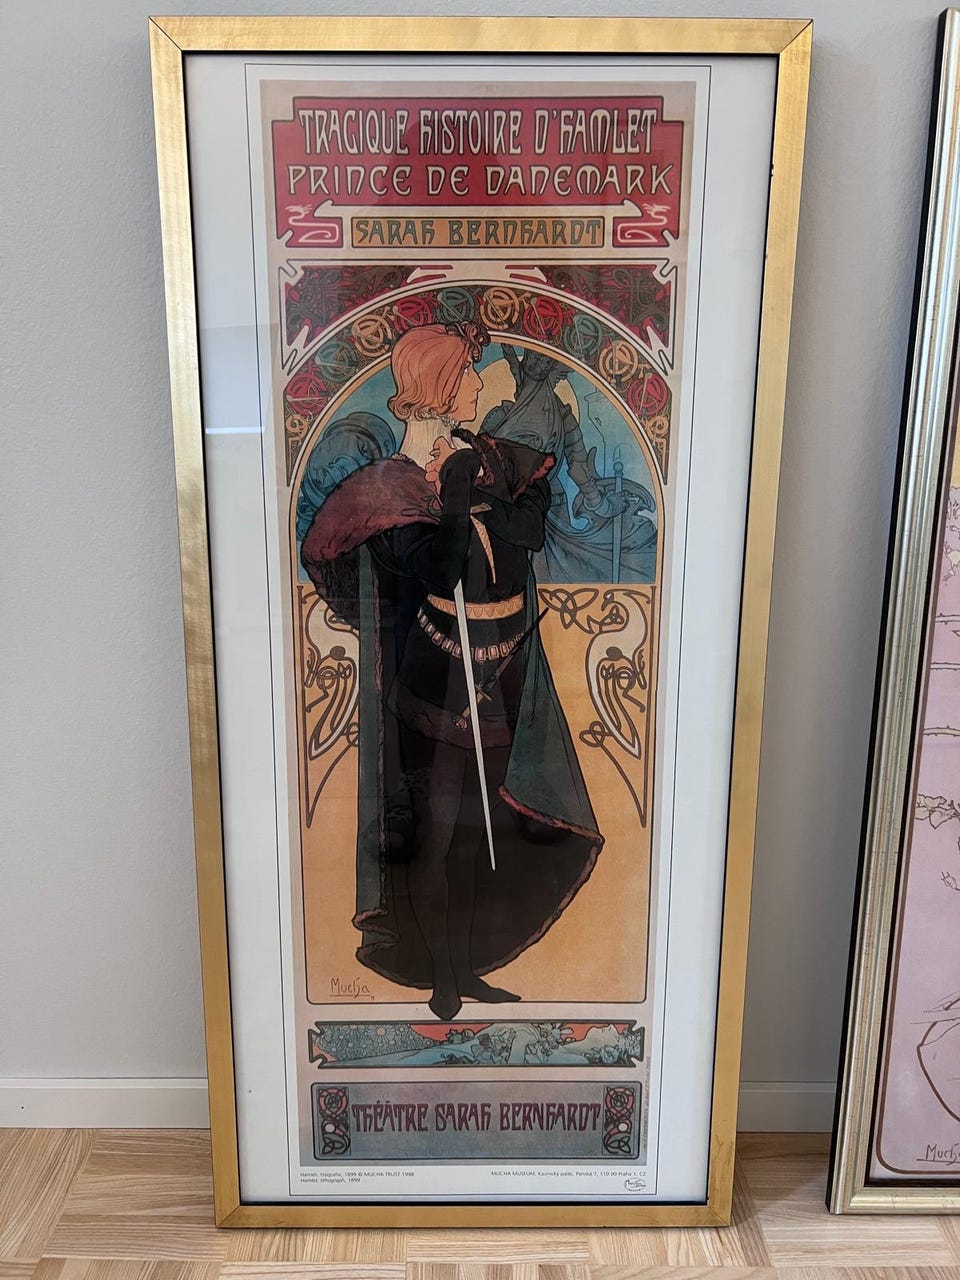 TRAGIQUE HISTOIRE D'HAMLET
PRINCE DE DANEMARK
SARAH BERNHARDT
Mucha
THÉÂTRE SARAH BERNHARDT
Hamlet, litografie, 1899 © MUCHA TRUST 1998
Hamlet, lithograph, 1899
MUCHA MUSEUM, Kaunický palác, Panská 7, 110 00 Praha 1, CZ
Mucha